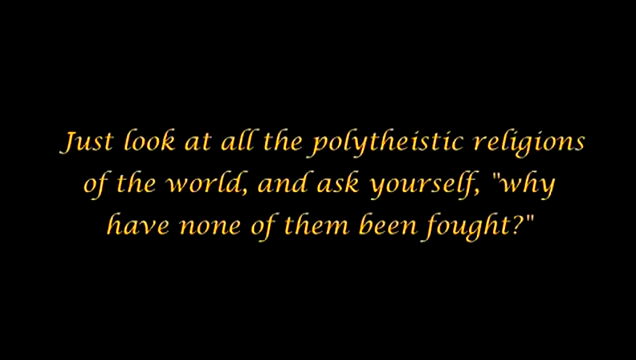 Just look at all the polytheistic religions
of the world, and ask yourself, "why
have none of them been fought?"